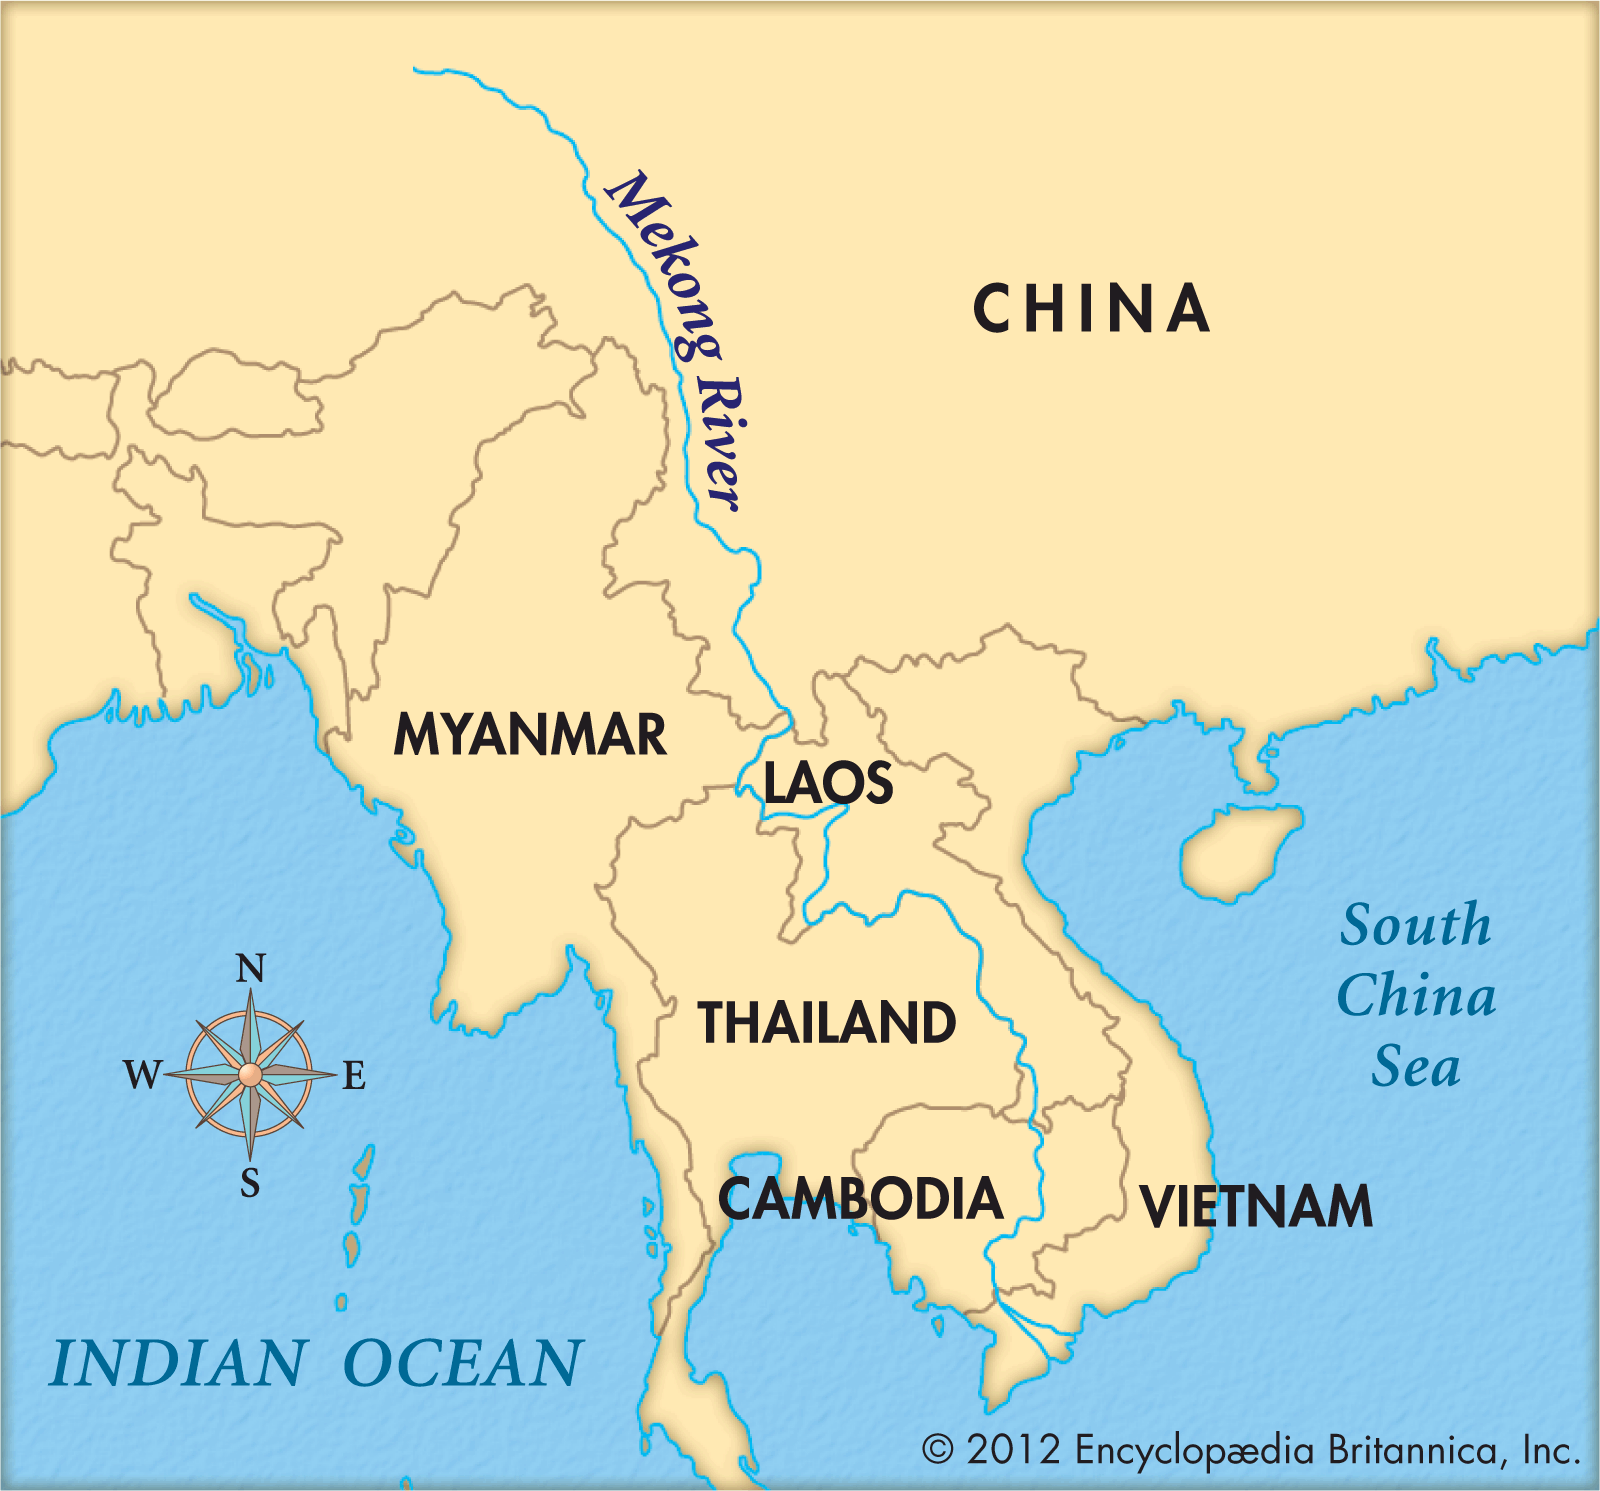 Mekong River
CHINA
MYANMAR
LAOS
South
China
Sea
N
W
E
S
THAILAND
CAMBODIA
VIETNAM
INDIAN OCEAN
© 2012 Encyclopædia Britannica, Inc.